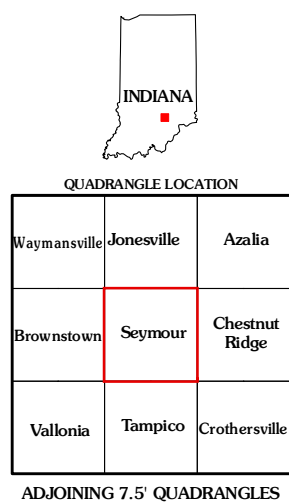 INDIANA
QUADRANGLE LOCATION
Waymansville Jonesville Azalia
Brownstown Seymour Chestnut
Ridge
Vallonia Tampico Crothersville
ADJOINING 7.5' QUADRANGLES